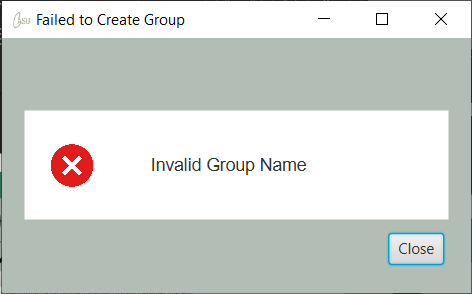 Failed to Create Group
Invalid Group Name
Close